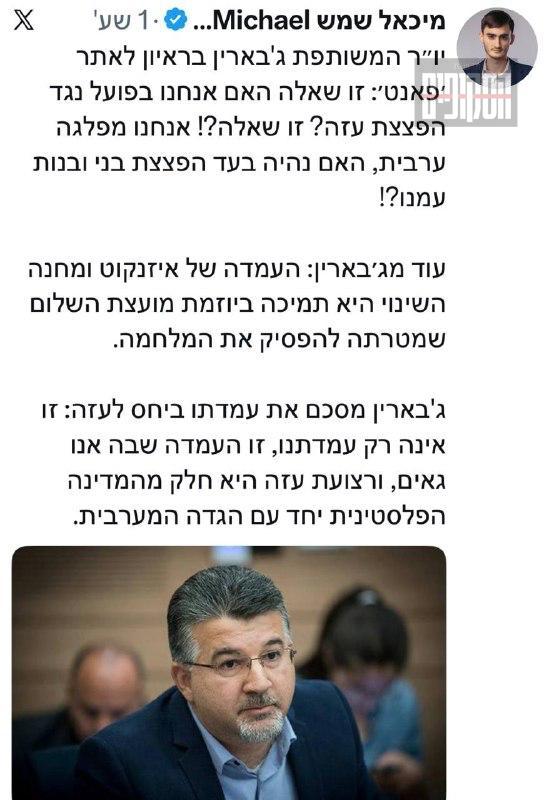 מיכאל שמש Michael... · 1 שע'
יו״ר המשותפת ג'בארין בראיון לאתר
׳פאנט׳: זו שאלה האם אנחנו בפועל נגד
הפצצת עזה? זו שאלה?! אנחנו מפלגה
ערבית, האם נהיה בעד הפצצת בני ובנות
עמנו?!
עוד מג׳בארין: העמדה של איזנקוט ומחנה
השינוי היא תמיכה ביוזמת מועצת השלום
שמטרתה להפסיק את המלחמה.
ג'בארין מסכם את עמדתו ביחס לעזה: זו
אינה רק עמדתנו, זו העמדה שבה אנו
גאים, ורצועת עזה היא חלק מהמדינה
הפלסטינית יחד עם הגדה המערבית.